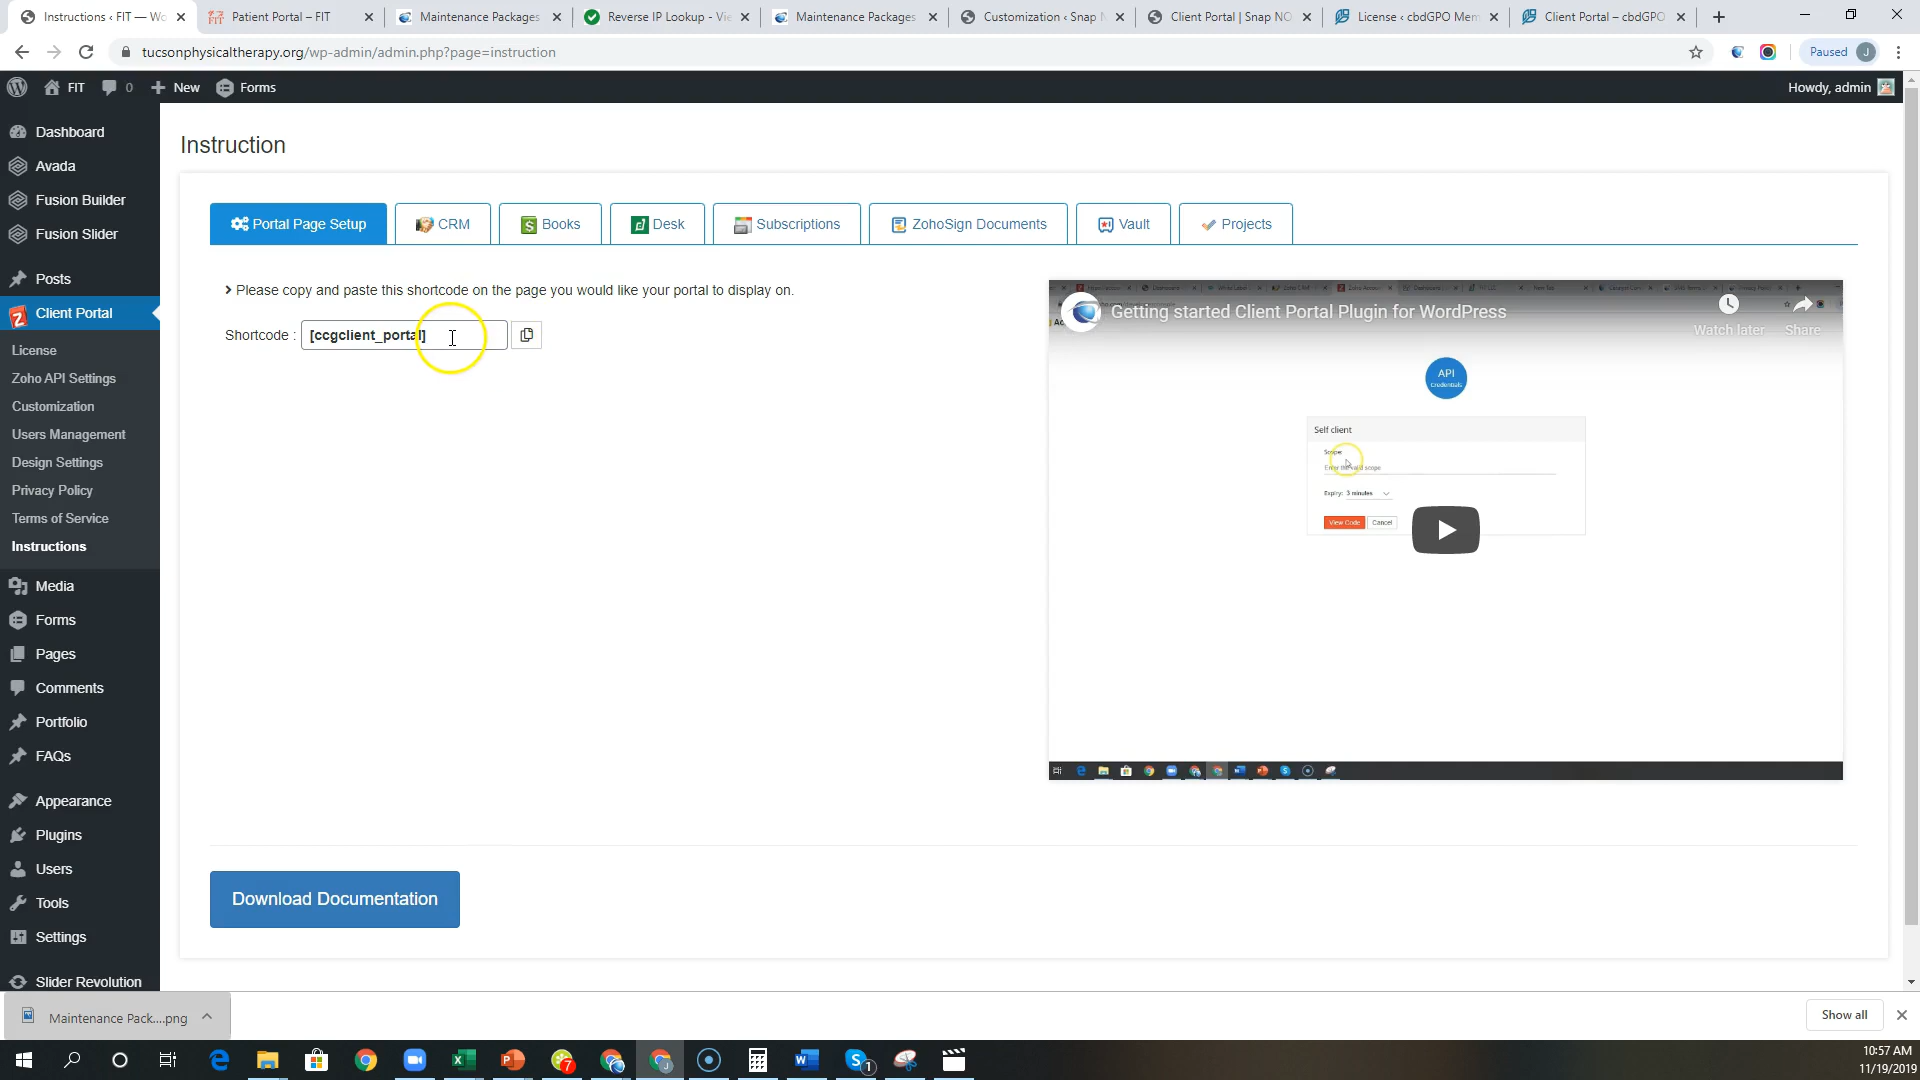 Instructions ‹ FIT — Wo
Patient Portal – FIT
Maintenance Packages
Reverse IP Lookup - Vie
Maintenance Packages
Customization ‹ Snap N
Client Portal | Snap NO
License ‹ cbdGPO Mem
Client Portal – cbdGPO
tucsonphysicaltherapy.org/wp-admin/admin.php?page=instruction
Paused J
FIT 0 New Forms
Howdy, admin
Dashboard
Avada
Fusion Builder
Fusion Slider
Posts
Client Portal
License
Zoho API Settings
Customization
Users Management
Design Settings
Privacy Policy
Terms of Service
Instructions
Media
Forms
Pages
Comments
Portfolio
FAQs
Appearance
Plugins
Users
Tools
Settings
Slider Revolution
Instruction
Portal Page Setup
CRM
Books
Desk
Subscriptions
ZohoSign Documents
Vault
Projects
Please copy and paste this shortcode on the page you would like your portal to display on.
Shortcode : [ccgclient_portal]
Getting started Client Portal Plugin for WordPress
Watch later
Share
API
Credentials
Self client
Scope:
Enter the valid scope
Expiry: 3 minutes
View Code Cancel
Download Documentation
Maintenance Pack....png
Show all
7
J
1
10:57 AM
11/19/2019